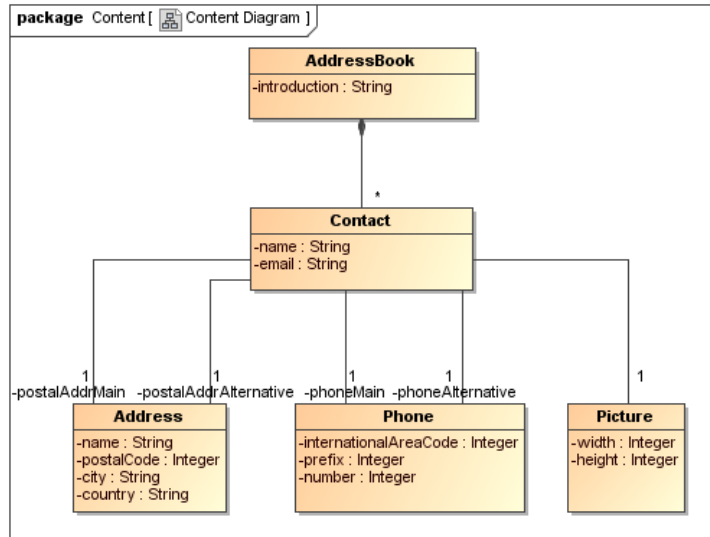 package Content [ Content Diagram ]
AddressBook
-introduction : String
*
Contact
-name : String
-email : String
1 1 1 1 1
-postalAddrMain -postalAddrAlternative -phoneMain -phoneAlternative
Address
-name : String
-postalCode : Integer
-city : String
-country : String
Phone
-internationalAreaCode : Integer
-prefix : Integer
-number : Integer
Picture
-width : Integer
-height : Integer